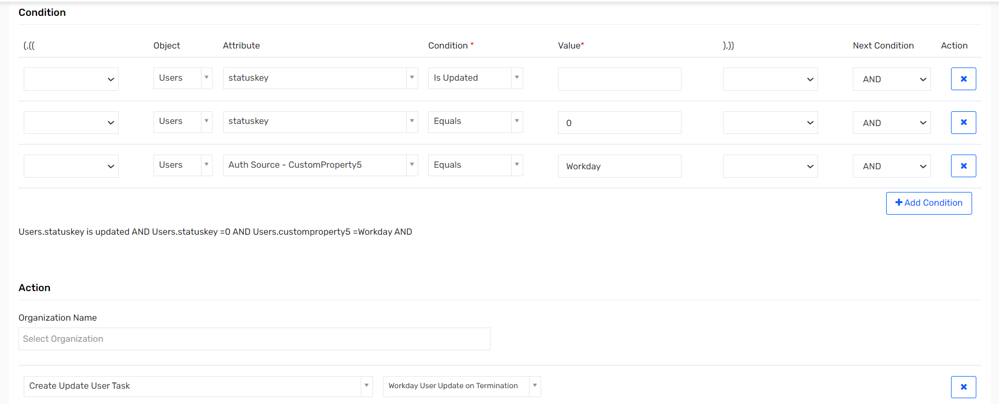 Condition
(,(( Object Attribute Condition * Value* ),)) Next Condition Action
Users statuskey Is Updated AND
Users statuskey Equals 0 AND
Users Auth Source - CustomProperty5 Equals Workday AND
Add Condition
Users.statuskey is updated AND Users.statuskey =0 AND Users.customproperty5 =Workday AND
Action
Organization Name
Select Organization
Create Update User Task Workday User Update on Termination